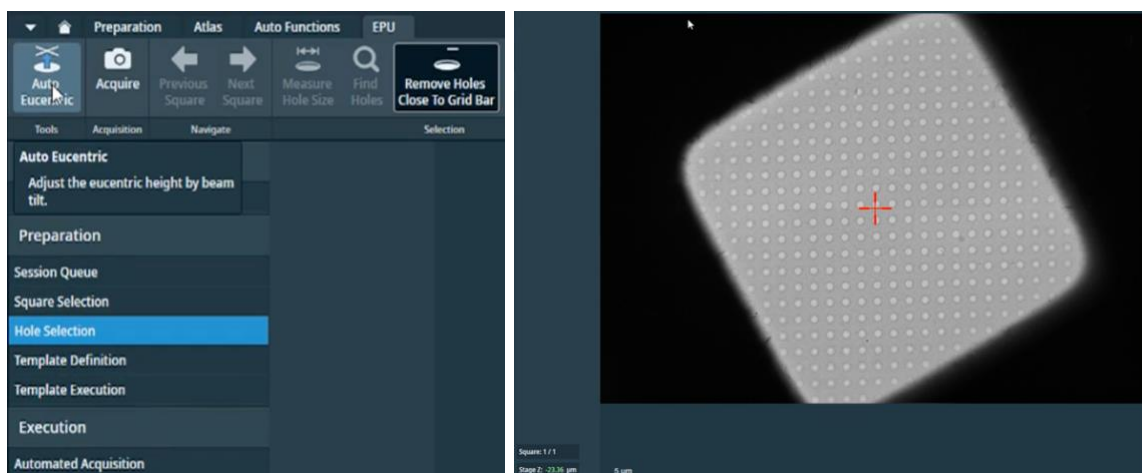 Preparation Atlas Auto Functions EPU
Auto Eucentric
Acquire
Previous Square
Next Square
Measure Hole Size
Find Holes
Remove Holes Close To Grid Bar
Tools Acquisition Navigate Selection
Auto Eucentric
Adjust the eucentric height by beam
tilt.
Preparation
Session Queue
Square Selection
Hole Selection
Template Definition
Template Execution
Execution
Automated Acquisition
Square: 1 / 1
Stage Z: -23.36 µm
5 um